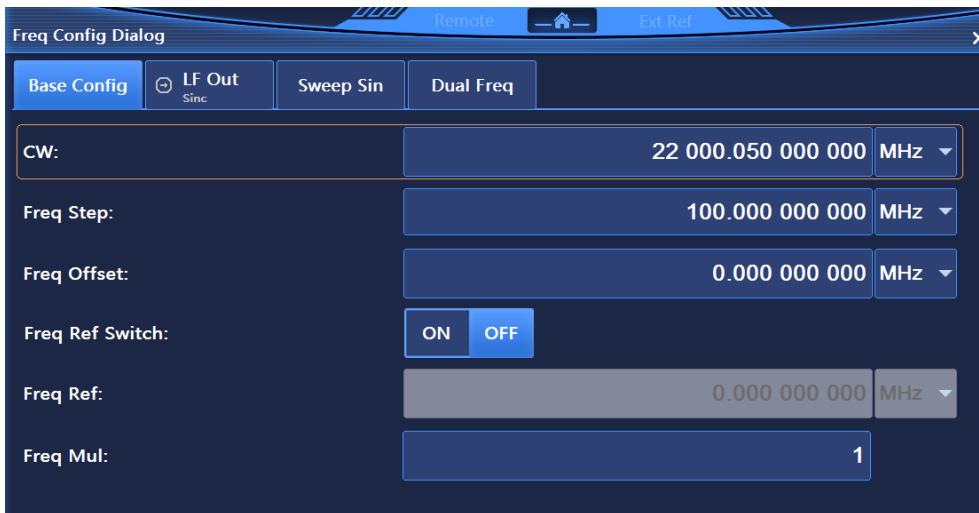 Remote Ext Ref
Freq Config Dialog
Base Config LF Out Sweep Sin Dual Freq
Sinc
CW: 22 000.050 000 000 MHz
Freq Step: 100.000 000 000 MHz
Freq Offset: 0.000 000 000 MHz
Freq Ref Switch: ON OFF
Freq Ref: 0.000 000 000 MHz
Freq Mul: 1